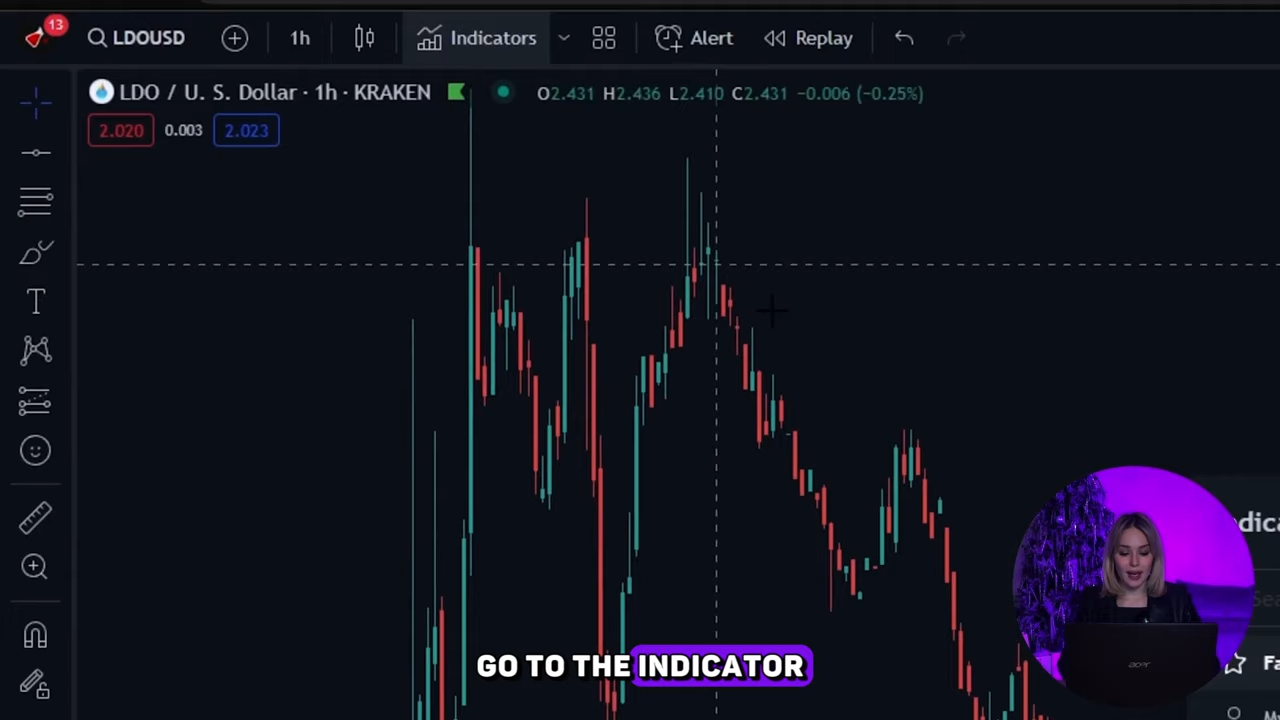 13
LDOUSD
1h
Indicators
Alert
Replay
LDO / U. S. Dollar · 1h · KRAKEN
O2.431 H2.436 L2.410 C2.431 −0.006 (−0.25%)
2.020
0.003
2.023
T
acer
GO TO THE INDICATOR